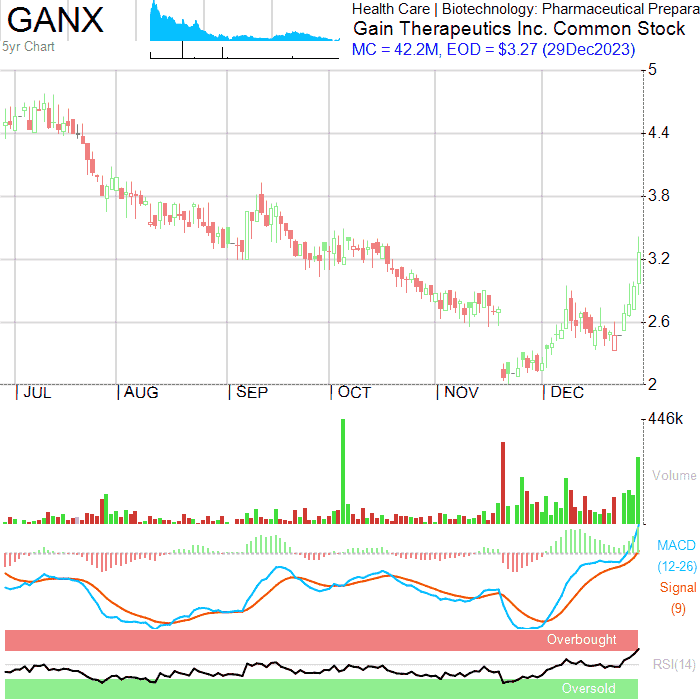 GANX
5yr Chart
Health Care | Biotechnology: Pharmaceutical Prepara
Gain Therapeutics Inc. Common Stock
MC = 42.2M, EOD = $3.27 (29Dec2023)
5
4.4
3.8
3.2
2.6
2
JUL
AUG
SEP
OCT
NOV
DEC
446k
Volume
MACD
(12-26)
Signal
(9)
Overbought
RSI(14)
Oversold